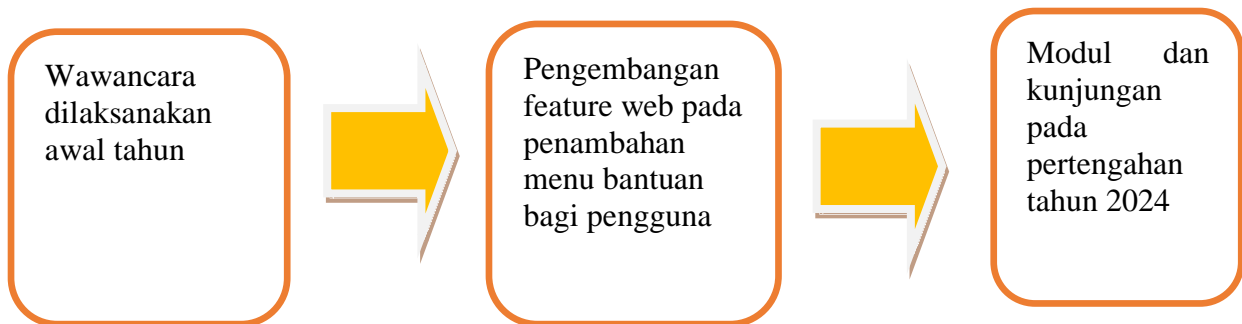 Wawancara
dilaksanakan
awal tahun
Pengembangan
feature web pada
penambahan
menu bantuan
bagi pengguna
Modul dan
kunjungan
pada
pertengahan
tahun 2024